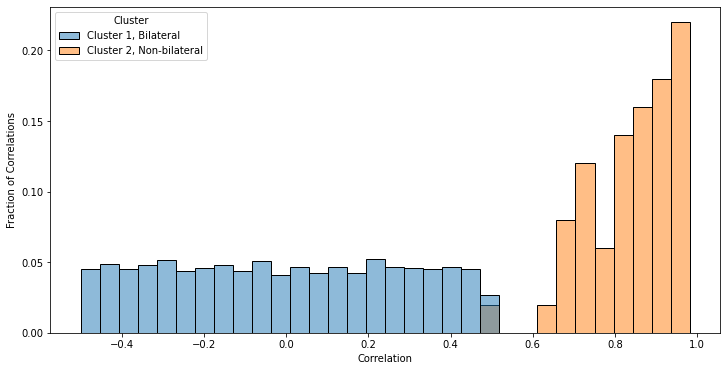 Cluster
Cluster 1, Bilateral
Cluster 2, Non-bilateral
Fraction of Correlations
0.20
0.15
0.10
0.05
0.00
−0.4 −0.2 0.0 0.2 0.4 0.6 0.8 1.0
Correlation